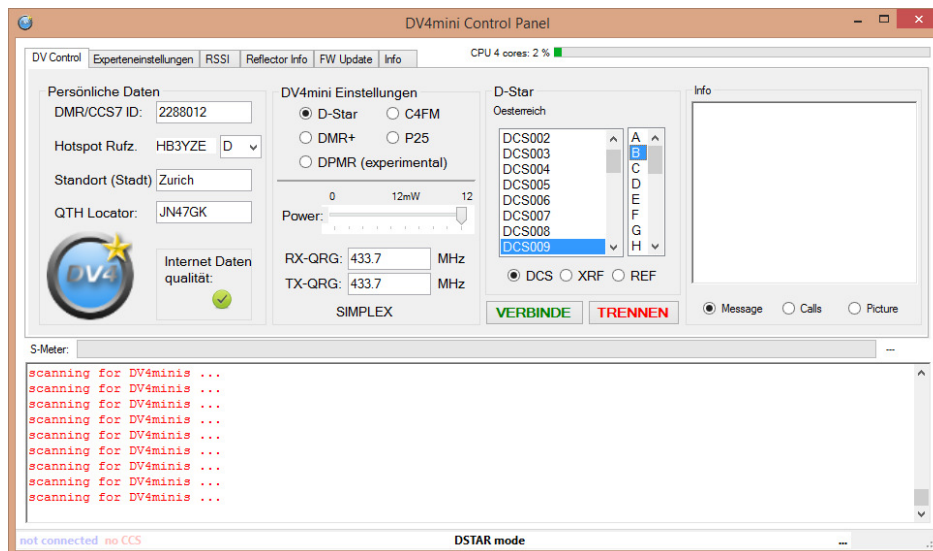 DV4mini Control Panel
DV Control Experteneinstellungen RSSI Reflector Info FW Update Info
CPU 4 cores: 2 %
Persönliche Daten
DMR/CCS7 ID: 2288012
Hotspot Rufz. HB3YZE D
Standort (Stadt) Zurich
QTH Locator: JN47GK
DV4
Internet Daten
qualität:
DV4mini Einstellungen
D-Star C4FM
DMR+ P25
DPMR (experimental)
0 12mW 12
Power:
RX-QRG: 433.7 MHz
TX-QRG: 433.7 MHz
SIMPLEX
D-Star
Oesterreich
DCS002 A
DCS003 B
DCS004 C
DCS005 D
DCS006 E
DCS007 F
DCS008 G
DCS009 H
DCS XRF REF
VERBINDE TRENNEN
Info
Message Calls Picture
S-Meter: ---
scanning for DV4minis ...
scanning for DV4minis ...
scanning for DV4minis ...
scanning for DV4minis ...
scanning for DV4minis ...
scanning for DV4minis ...
scanning for DV4minis ...
scanning for DV4minis ...
scanning for DV4minis ...
not connected no CCS DSTAR mode ...